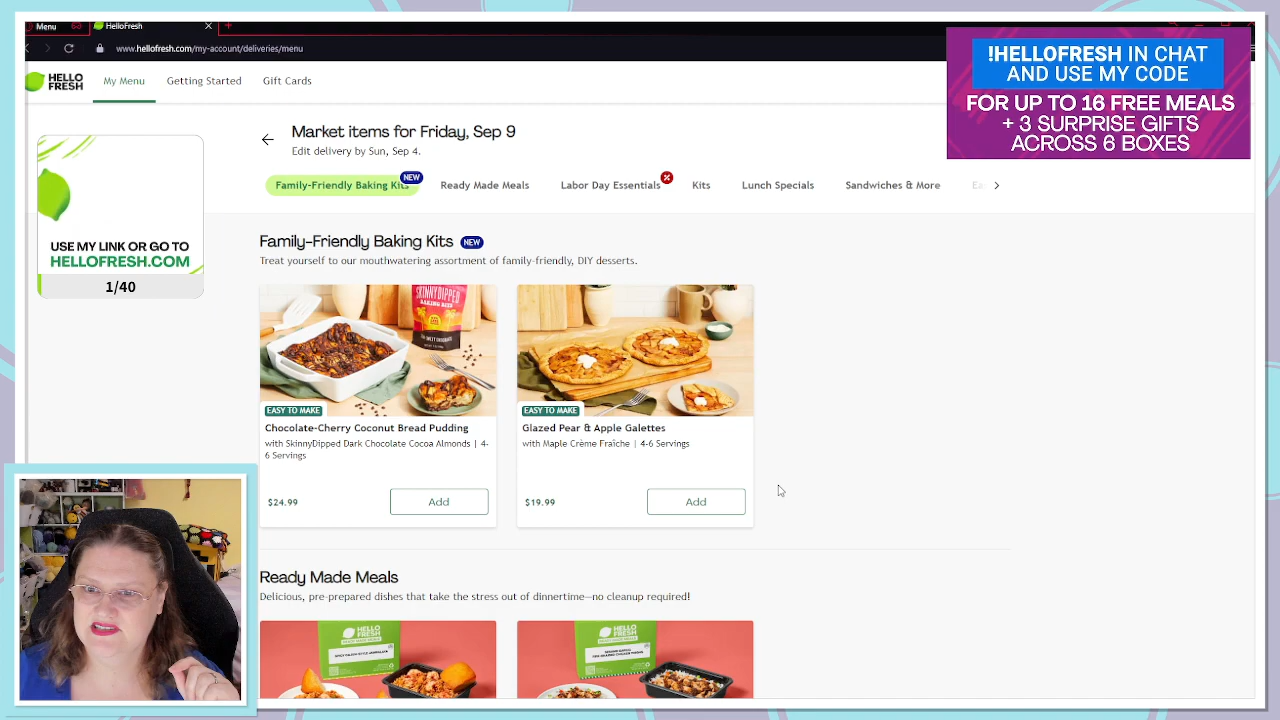 Menu
HelloFresh
www.hellofresh.com/my-account/deliveries/menu
HELLO
FRESH
My Menu
Getting Started
Gift Cards
!HELLOFRESH IN CHAT
AND USE MY CODE
FOR UP TO 16 FREE MEALS
+ 3 SURPRISE GIFTS
ACROSS 6 BOXES
Market items for Friday, Sep 9
Edit delivery by Sun, Sep 4.
USE MY LINK OR GO TO
HELLOFRESH.COM
1/40
Family-Friendly Baking Kits
NEW
Ready Made Meals
Labor Day Essentials
Kits
Lunch Specials
Sandwiches & More
Family-Friendly Baking Kits NEW
Treat yourself to our mouthwatering assortment of family-friendly, DIY desserts.
SKINNYDIPPED
BAKING BITS
EASY TO MAKE
Chocolate-Cherry Coconut Bread Pudding
with SkinnyDipped Dark Chocolate Cocoa Almonds | 4-
6 Servings
$24.99
Add
EASY TO MAKE
Glazed Pear & Apple Galettes
with Maple Crème Fraîche | 4-6 Servings
$19.99
Add
Ready Made Meals
Delicious, pre-prepared dishes that take the stress out of dinnertime—no cleanup required!
HELLO
FRESH
HELLO
FRESH